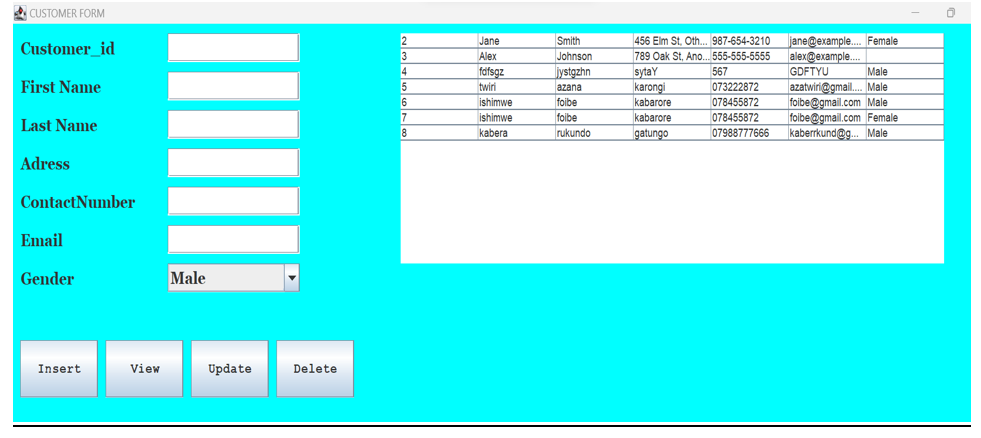 CUSTOMER FORM
Customer_id
First Name
Last Name
Adress
ContactNumber
Email
Gender
Male
Insert View Update Delete
2 Jane Smith 456 Elm St, Oth... 987-654-3210 jane@example.... Female
3 Alex Johnson 789 Oak St, Ano... 555-555-5555 alex@example....
4 fdfsgz jystgzhn sytaY 567 GDFTYU Male
5 twiri azana karongi 073222872 azatwiri@gmail.... Male
6 ishimwe foibe kabarore 078455872 foibe@gmail.com Male
7 ishimwe foibe kabarore 078455872 foibe@gmail.com Female
8 kabera rukundo gatungo 07988777666 kaberrkund@g... Male